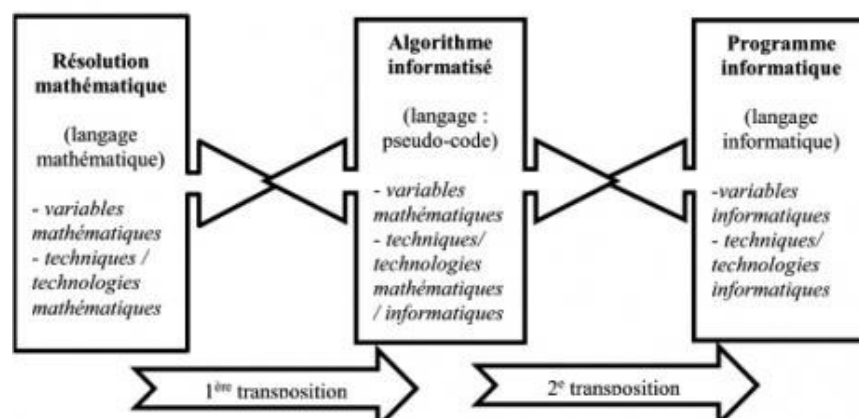 Résolution
mathématique
(langage
mathématique)
- variables
mathématiques
- techniques /
technologies
mathématiques
Algorithme
informatisé
(langage :
pseudo-code)
- variables
mathématiques
- techniques/
technologies
mathématiques
/ informatiques
Programme
informatique
(langage
informatique)
-variables
informatiques
- techniques/
technologies
informatiques
1ère transposition
2e transposition